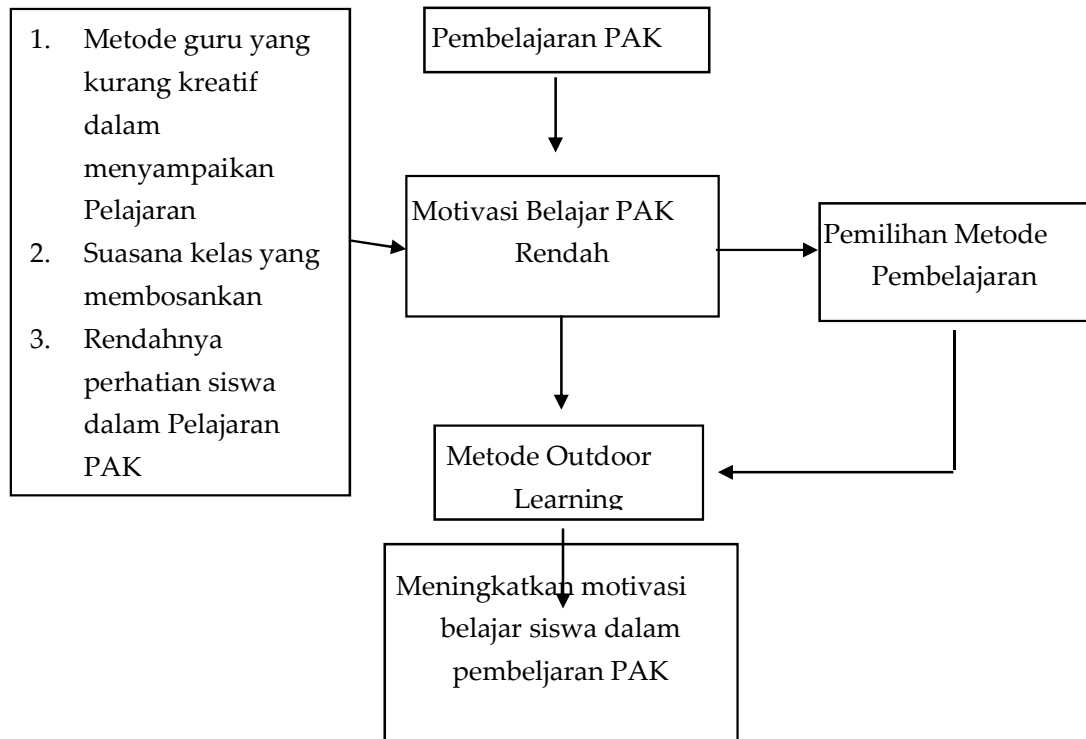 1. Metode guru yang
kurang kreatif
dalam
menyampaikan
Pelajaran
2. Suasana kelas yang
membosankan
3. Rendahnya
perhatian siswa
dalam Pelajaran
PAK
Pembelajaran PAK
Motivasi Belajar PAK
Rendah
Pemilihan Metode
Pembelajaran
Metode Outdoor
Learning
Meningkatkan motivasi
belajar siswa dalam
pembeljaran PAK